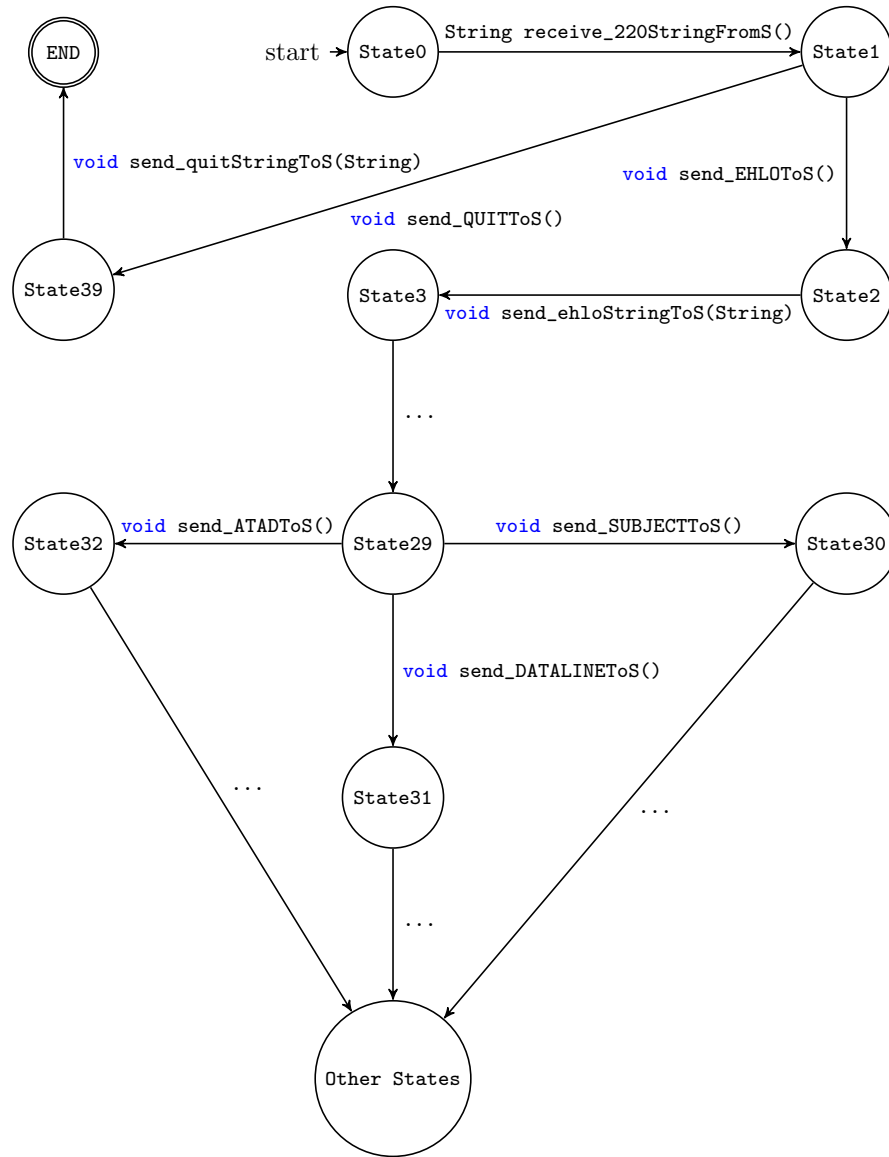 END
start
State0
String receive_220StringFromS()
State1
void send_quitStringToS(String)
void send_EHLOToS()
void send_QUITToS()
State39
State3
State2
void send_ehloStringToS(String)
...
State32
void send_ATADToS()
State29
void send_SUBJECTToS()
State30
void send_DATALINEToS()
...
State31
...
...
Other States